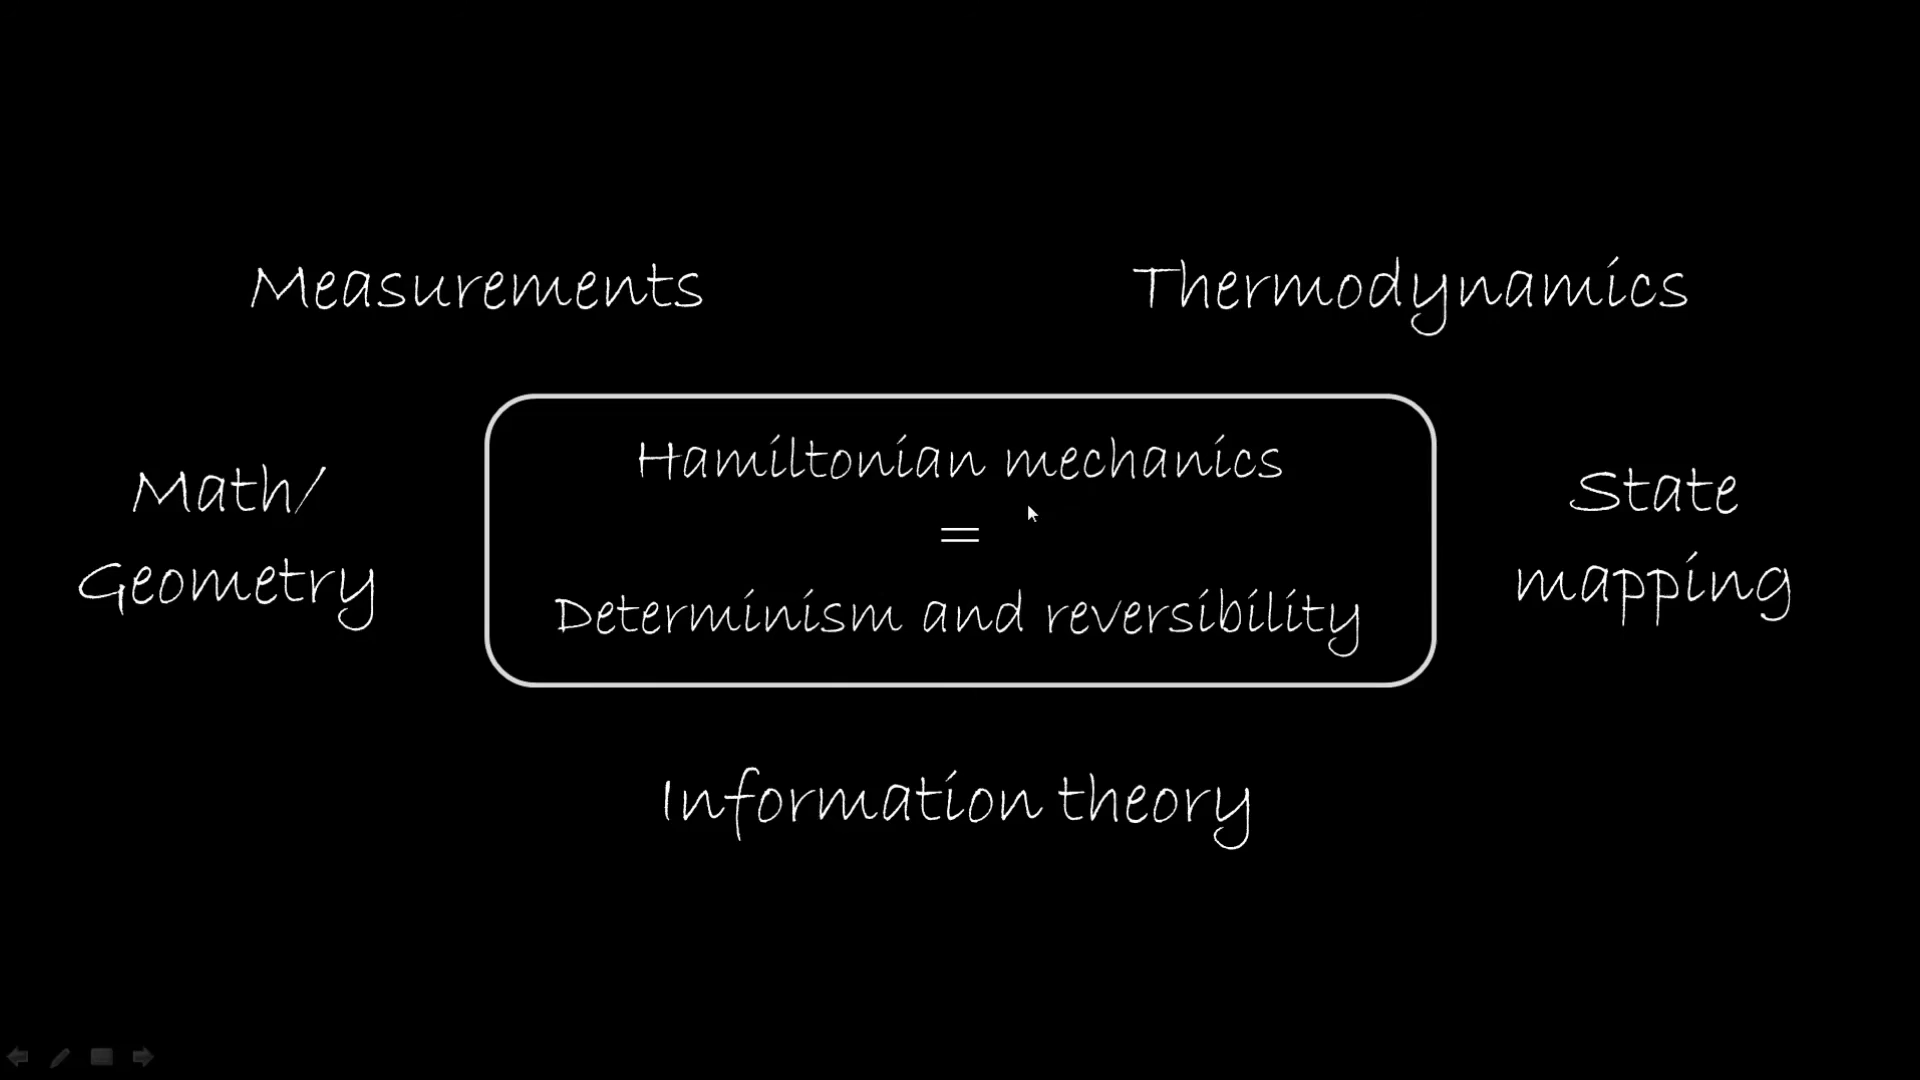 Measurements
Thermodynamics
Math/
Geometry
Hamiltonian mechanics
=
Determinism and reversibility
State
mapping
Information theory